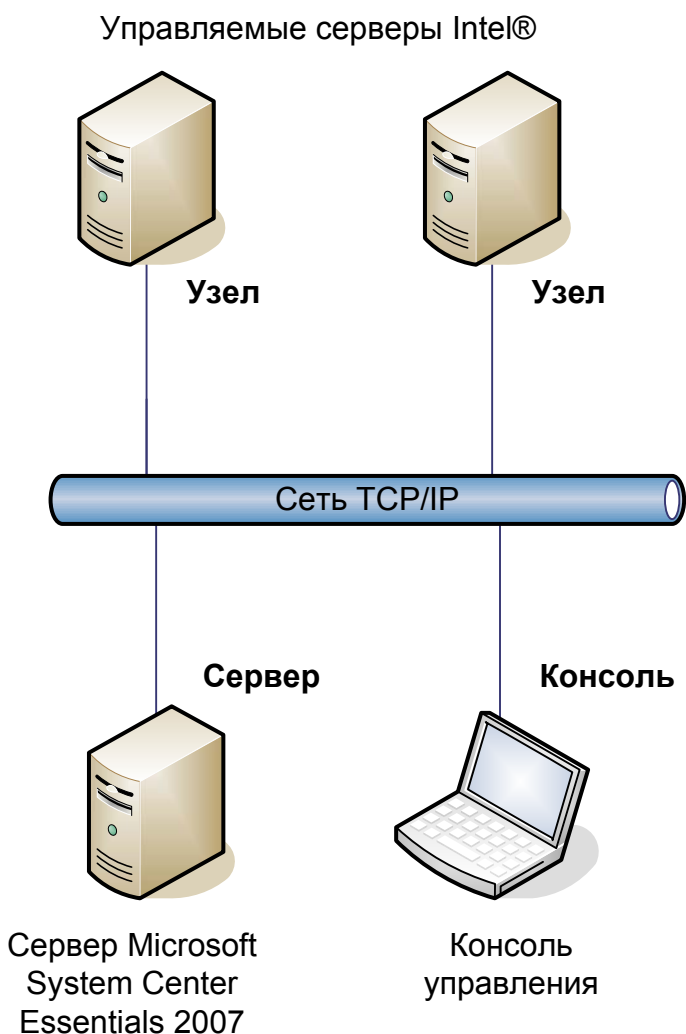 Управляемые серверы Intel®
Узел
Узел
Сеть TCP/IP
Сервер
Консоль
Сервер Microsoft
System Center
Essentials 2007
Консоль
управления